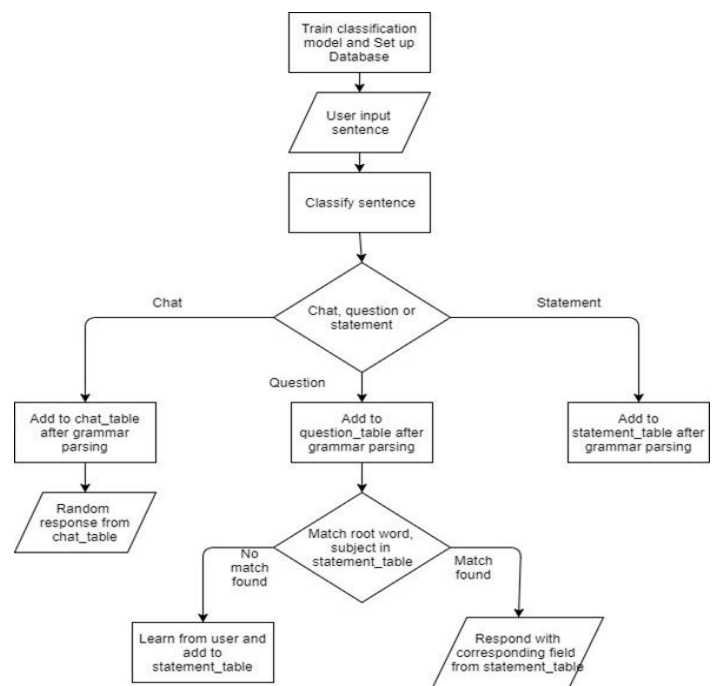 Train classification
model and Set up
Database
User input
sentence
Classify sentence
Chat
Statement
Chat, question or
statement
Question
Add to chat_table
after grammar
parsing
Add to
question_table after
grammar parsing
Add to
statement_table after
grammar parsing
Random
response from
chat_table
Match root word,
subject in
statement_table
No
match
found
Match
found
Learn from user and
add to
statement_table
Respond with
corresponding field
from statement_table